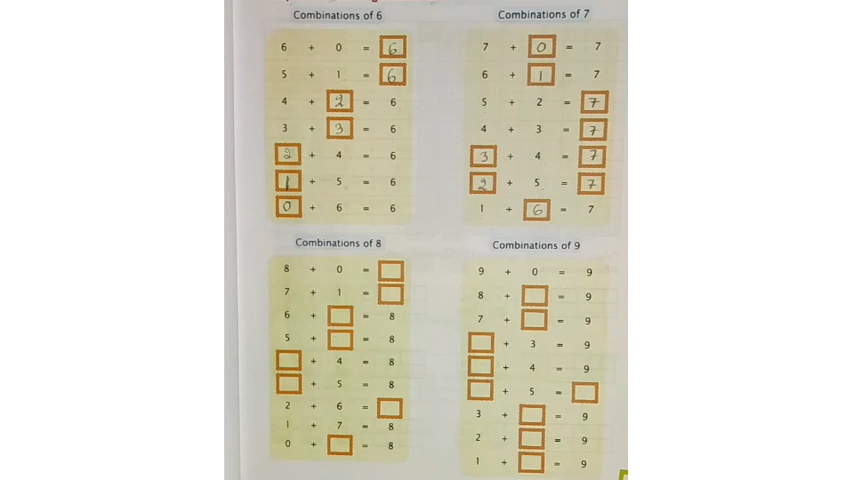 Combinations of 6
6 + 0 = 6
5 + 1 = 6
4 + 2 = 6
3 + 3 = 6
2 + 4 = 6
1 + 5 = 6
0 + 6 = 6
Combinations of 7
7 + 0 = 7
6 + 1 = 7
5 + 2 = 7
4 + 3 = 7
3 + 4 = 7
2 + 5 = 7
1 + 6 = 7
Combinations of 8
8 + 0 =
7 + 1 =
6 + = 8
5 + = 8
+ 4 = 8
+ 5 = 8
2 + 6 =
1 + 7 = 8
0 + = 8
Combinations of 9
9 + 0 = 9
8 + = 9
7 + = 9
+ 3 = 9
+ 4 = 9
+ 5 =
3 + = 9
2 + = 9
1 + = 9